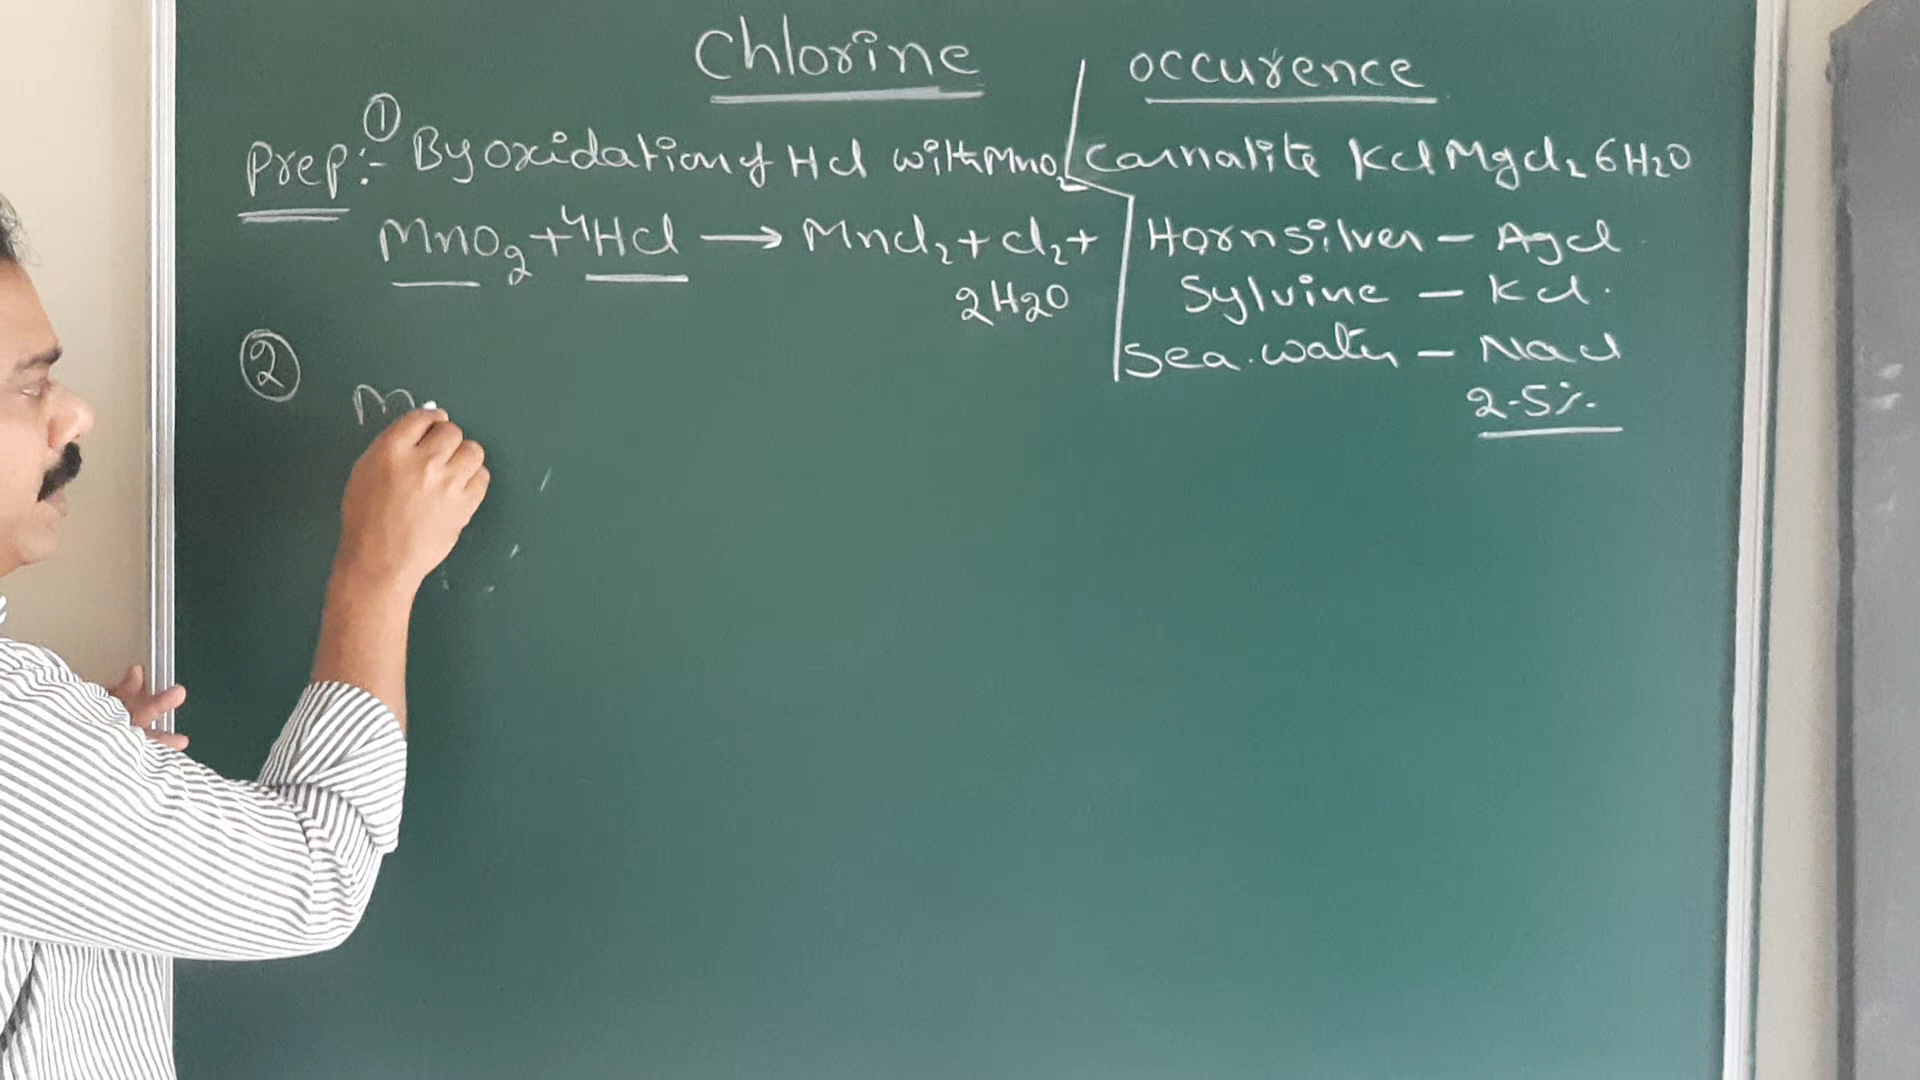 Chlorine
①
Prep:- By oxidation of Hcl with MnO2
MnO2 + 4Hcl → Mncl2 + cl2 +
2H2O
②
M
occurence
Carnalite Kcl Mgcl2 6H2O
Horn silver - Agcl
Sylvine - Kcl.
Sea.water - Nacl
2-5%.